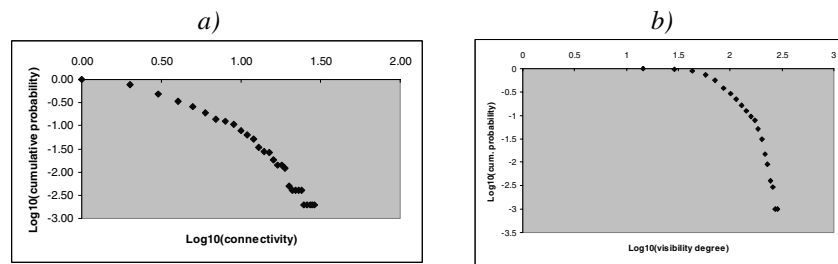 a)
0.00 0.50 1.00 1.50 2.00
0.00
-0.50
-1.00
-1.50
-2.00
-2.50
-3.00
Log10(cumulative probability)
Log10(connectivity)
b)
0 0.5 1 1.5 2 2.5 3
0
-0.5
-1
-1.5
-2
-2.5
-3
-3.5
Log10(cum. probability)
Log10(visibility degree)